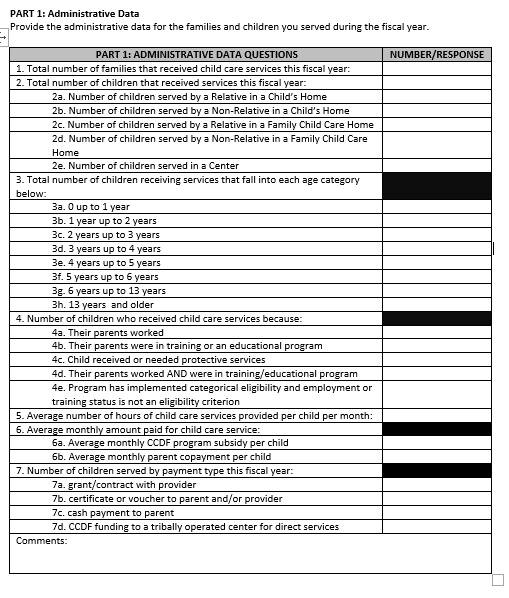 PART 1: Administrative Data
Provide the administrative data for the families and children you served during the fiscal year.
PART 1: ADMINISTRATIVE DATA QUESTIONS NUMBER/RESPONSE
1. Total number of families that received child care services this fiscal year:
2. Total number of children that received services this fiscal year:
2a. Number of children served by a Relative in a Child's Home
2b. Number of children served by a Non-Relative in a Child's Home
2c. Number of children served by a Relative in a Family Child Care Home
2d. Number of children served by a Non-Relative in a Family Child Care
Home
2e. Number of children served in a Center
3. Total number of children receiving services that fall into each age category
below:
3a. 0 up to 1 year
3b. 1 year up to 2 years
3c. 2 years up to 3 years
3d. 3 years up to 4 years
3e. 4 years up to 5 years
3f. 5 years up to 6 years
3g. 6 years up to 13 years
3h. 13 years and older
4. Number of children who received child care services because:
4a. Their parents worked
4b. Their parents were in training or an educational program
4c. Child received or needed protective services
4d. Their parents worked AND were in training/educational program
4e. Program has implemented categorical eligibility and employment or
training status is not an eligibility criterion
5. Average number of hours of child care services provided per child per month:
6. Average monthly amount paid for child care service:
6a. Average monthly CCDF program subsidy per child
6b. Average monthly parent copayment per child
7. Number of children served by payment type this fiscal year:
7a. grant/contract with provider
7b. certificate or voucher to parent and/or provider
7c. cash payment to parent
7d. CCDF funding to a tribally operated center for direct services
Comments: